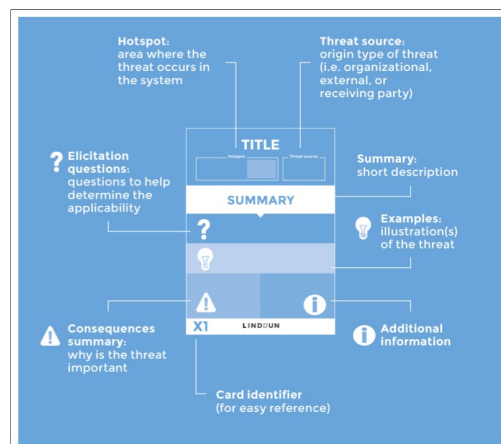 Hotspot:
area where the
threat occurs in
the system
Threat source:
origin type of threat
(i.e. organizational,
external, or
receiving party)
TITLE
Hotspot
Threat source
? Elicitation
questions:
questions to help
determine the
applicability
Summary:
short description
SUMMARY
?
Examples:
illustration(s)
of the threat
Consequences
summary:
why is the threat
important
i
i Additional
information
X1
LINDDUN
Card identifier
(for easy reference)